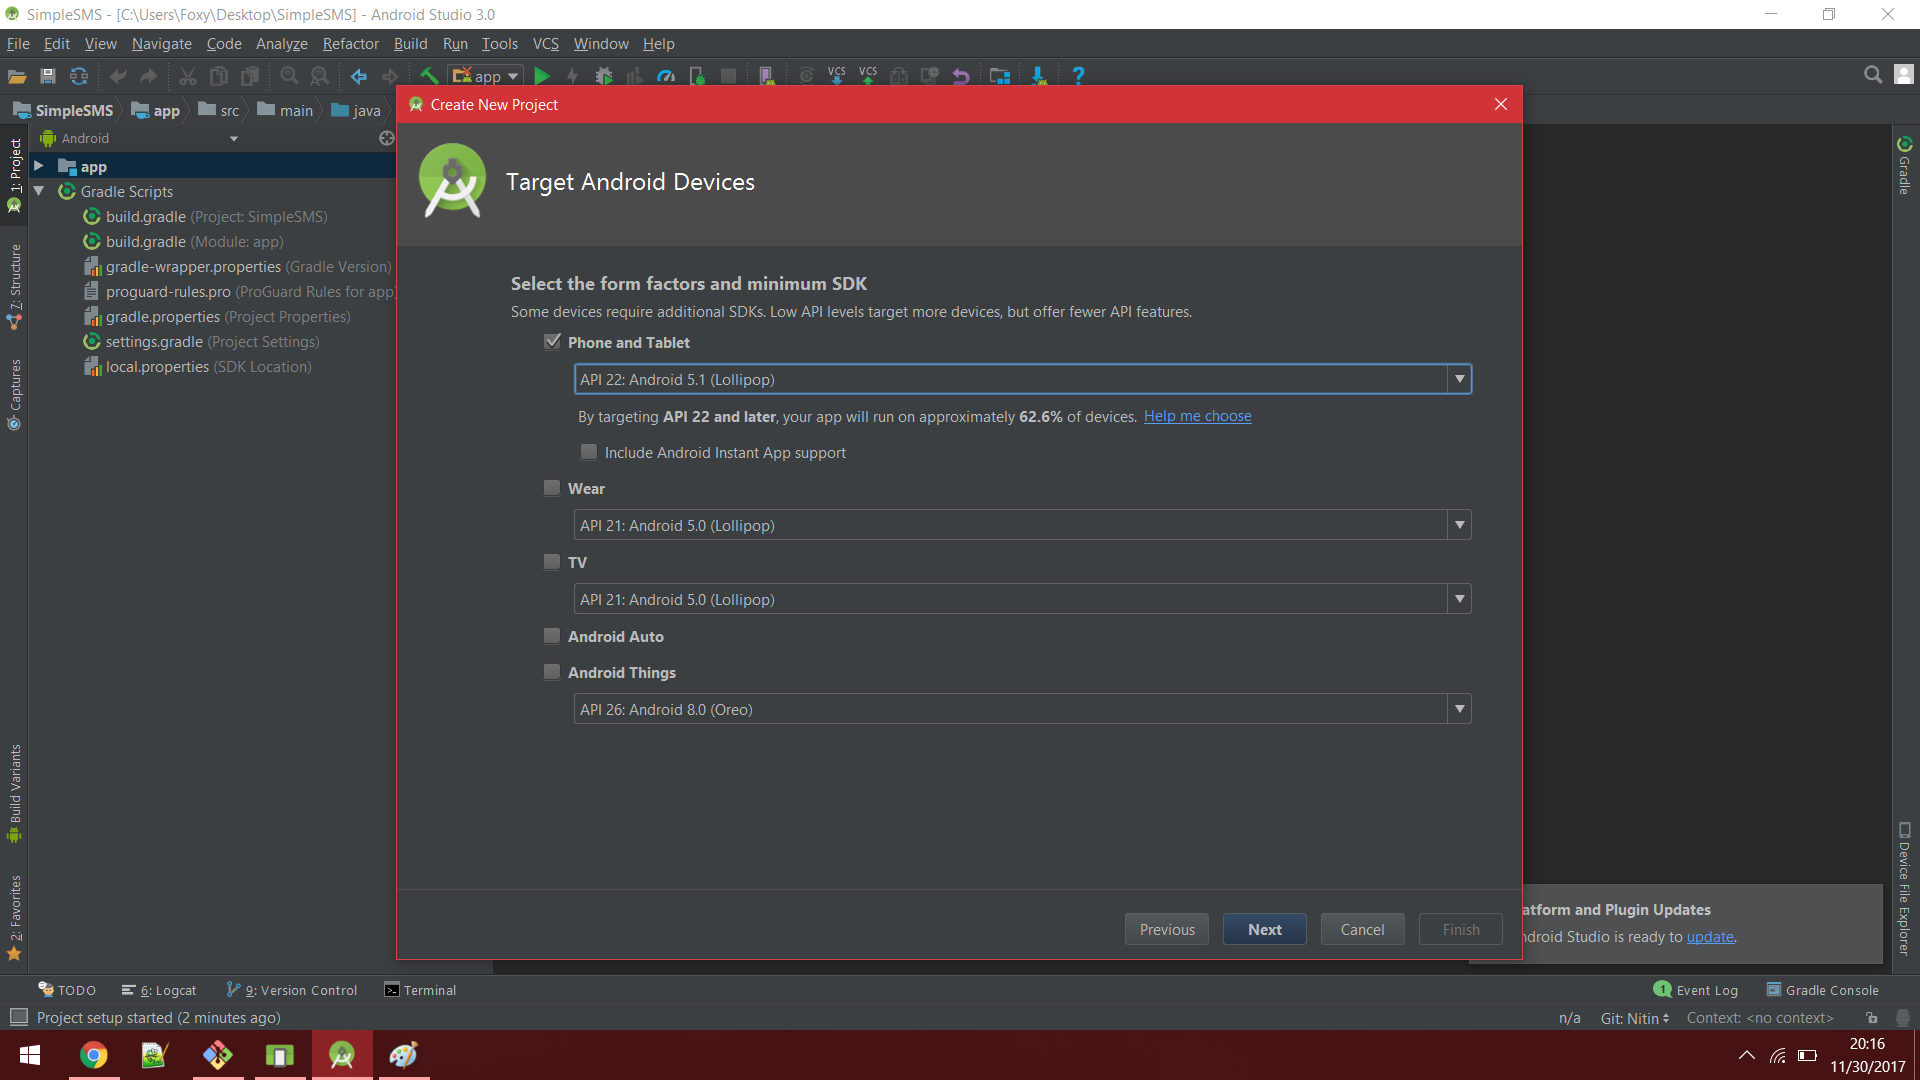 SimpleSMS - [C:\Users\Foxy\Desktop\SimpleSMS] - Android Studio 3.0
File Edit View Navigate Code Analyze Refactor Build Run Tools VCS Window Help
app VCS VCS ?
SimpleSMS app src main java
Create New Project
Android
1: Project
app
Gradle Scripts
build.gradle (Project: SimpleSMS)
build.gradle (Module: app)
gradle-wrapper.properties (Gradle Version)
proguard-rules.pro (ProGuard Rules for app)
gradle.properties (Project Properties)
settings.gradle (Project Settings)
local.properties (SDK Location)
7: Structure
Captures
Build Variants
2: Favorites
Target Android Devices
Select the form factors and minimum SDK
Some devices require additional SDKs. Low API levels target more devices, but offer fewer API features.
Phone and Tablet
API 22: Android 5.1 (Lollipop)
By targeting API 22 and later, your app will run on approximately 62.6% of devices. Help me choose
Include Android Instant App support
Wear
API 21: Android 5.0 (Lollipop)
TV
API 21: Android 5.0 (Lollipop)
Android Auto
Android Things
API 26: Android 8.0 (Oreo)
Previous Next Cancel Finish
Gradle
Device File Explorer
atform and Plugin Updates
ndroid Studio is ready to update.
TODO 6: Logcat 9: Version Control Terminal 1 Event Log Gradle Console
Project setup started (2 minutes ago) n/a Git: Nitin Context: <no context>
20:16
11/30/2017